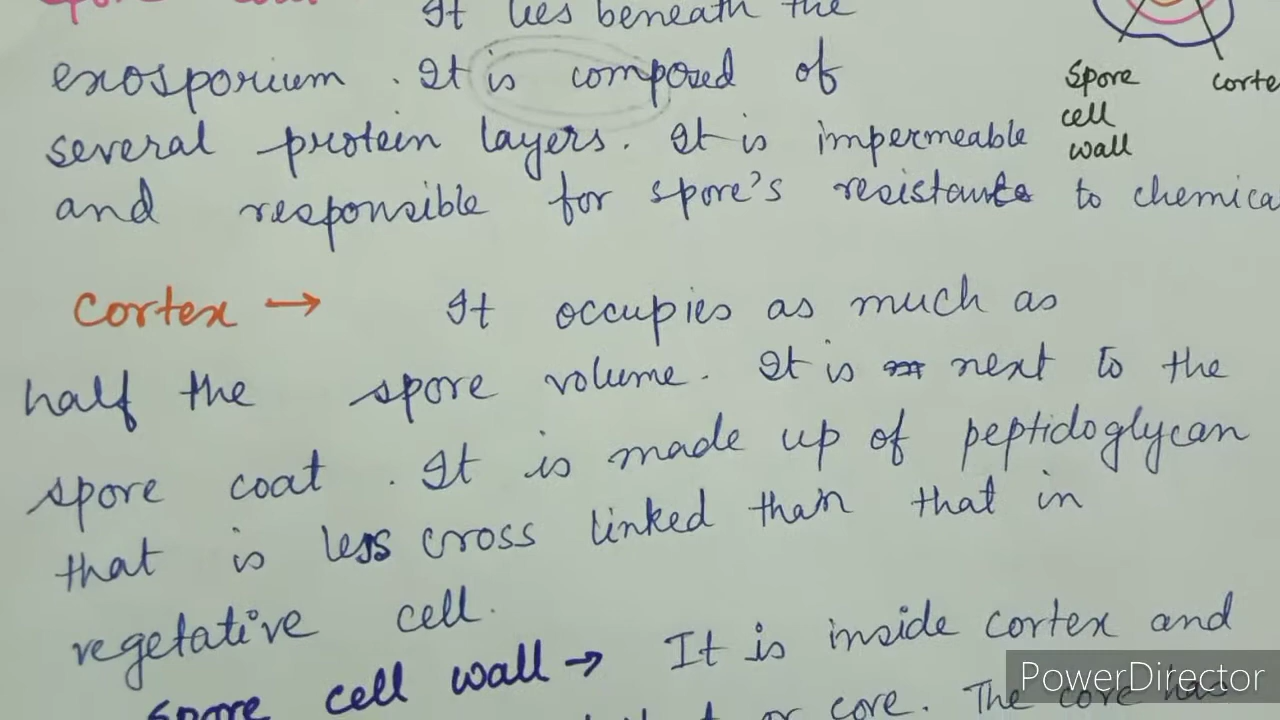 spore coat It lies beneath the
exosporium. It is composed of
several protein layers. It is impermeable
and responsible for spore's resistance to chemica
Spore
cell
wall
corte
Cortex → It occupies as much as
half the spore volume. It is next to the
spore coat. It is made up of peptidoglycan
that is less cross linked than that in
vegetative cell.
Spore cell wall → It is inside cortex and
or core. The core has
PowerDirector